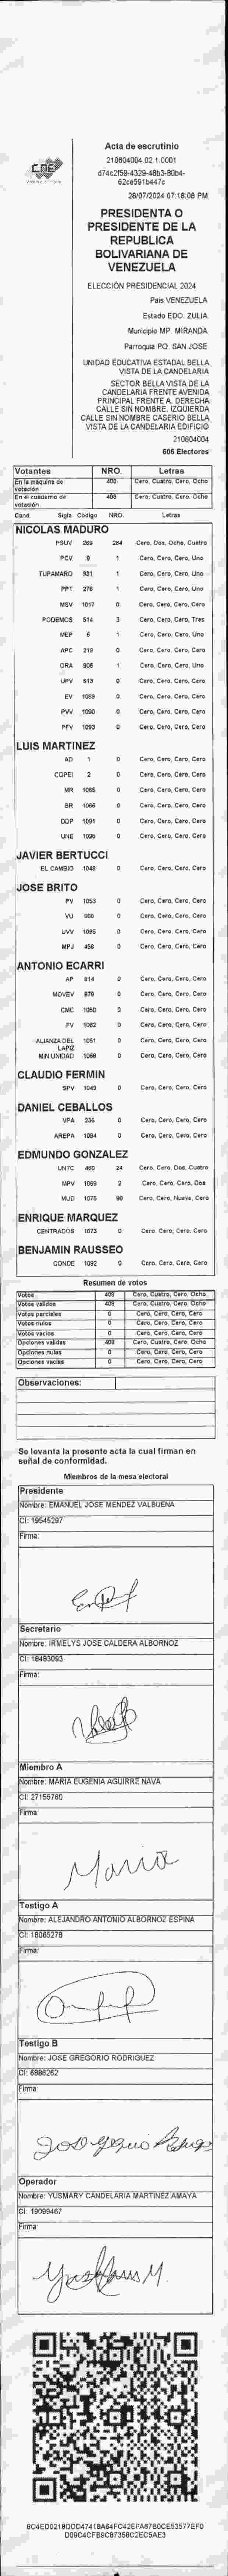 CNE
Acta de escrutinio
210604004.02.1.0001
d74c2f59-4329-48b3-80b4-
62ce591b447c
28/07/2024 07:18:08 PM
PRESIDENTA O
PRESIDENTE DE LA
REPUBLICA
BOLIVARIANA DE
VENEZUELA
ELECCIÓN PRESIDENCIAL 2024
País VENEZUELA
Estado EDO. ZULIA
Municipio MP. MIRANDA
Parroquia PQ. SAN JOSE
UNIDAD EDUCATIVA ESTADAL BELLA
VISTA DE LA CANDELARIA
SECTOR BELLA VISTA DE LA
CANDELARIA FRENTE AVENIDA
PRINCIPAL FRENTE A. DERECHA
CALLE SIN NOMBRE. IZQUIERDA
CALLE SIN NOMBRE CASERIO BELLA
VISTA DE LA CANDELARIA EDIFICIO
210604004
606 Electores
Votantes NRO. Letras
En la máquina de votación 408 Cero, Cuatro, Cero, Ocho
En el cuaderno de votación 408 Cero, Cuatro, Cero, Ocho
Cand. Sigla Codigo NRO. Letras
NICOLAS MADURO
PSUV 269 284 Cero, Dos, Ocho, Cuatro
PCV 9 1 Cero, Cero, Cero, Uno
TUPAMARO 931 1 Cero, Cero, Cero, Uno
PPT 276 1 Cero, Cero, Cero, Uno
MSV 1017 0 Cero, Cero, Cero, Cero
PODEMOS 514 3 Cero, Cero, Cero, Tres
MEP 6 1 Cero, Cero, Cero, Uno
APC 219 0 Cero, Cero, Cero, Cero
ORA 908 1 Cero, Cero, Cero, Uno
UPV 513 0 Cero, Cero, Cero, Cero
EV 1089 0 Cero, Cero, Cero, Cero
PVV 1090 0 Cero, Cero, Cero, Cero
PFV 1093 0 Cero, Cero, Cero, Cero
LUIS MARTINEZ
AD 1 0 Cero, Cero, Cero, Cero
COPEI 2 0 Cero, Cero, Cero, Cero
MR 1065 0 Cero, Cero, Cero, Cero
BR 1066 0 Cero, Cero, Cero, Cero
DDP 1091 0 Cero, Cero, Cero, Cero
UNE 1096 0 Cero, Cero, Cero, Cero
JAVIER BERTUCCI
EL CAMBIO 1048 0 Cero, Cero, Cero, Cero
JOSE BRITO
PV 1053 0 Cero, Cero, Cero, Cero
VU 969 0 Cero, Cero, Cero, Cero
UVV 1095 0 Cero, Cero, Cero, Cero
MPJ 458 0 Cero, Cero, Cero, Cero
ANTONIO ECARRI
AP 914 0 Cero, Cero, Cero, Cero
MOVEV 978 0 Cero, Cero, Cero, Cero
CMC 1050 0 Cero, Cero, Cero, Cero
FV 1062 0 Cero, Cero, Cero, Cero
ALIANZA DEL LAPIZ 1051 0 Cero, Cero, Cero, Cero
MIN UNIDAD 1068 0 Cero, Cero, Cero, Cero
CLAUDIO FERMIN
SPV 1049 0 Cero, Cero, Cero, Cero
DANIEL CEBALLOS
VPA 236 0 Cero, Cero, Cero, Cero
AREPA 1094 0 Cero, Cero, Cero, Cero
EDMUNDO GONZALEZ
UNTC 460 24 Cero, Cero, Dos, Cuatro
MPV 1069 2 Cero, Cero, Cero, Dos
MUD 1076 90 Cero, Cero, Nueve, Cero
ENRIQUE MARQUEZ
CENTRADOS 1073 0 Cero, Cero, Cero, Cero
BENJAMIN RAUSSEO
CONDE 1092 0 Cero, Cero, Cero, Cero
Resumen de votos
Votos 408 Cero, Cuatro, Cero, Ocho
Votos validos 408 Cero, Cuatro, Cero, Ocho
Votos parciales 0 Cero, Cero, Cero, Cero
Votos nulos 0 Cero, Cero, Cero, Cero
Votos vacios 0 Cero, Cero, Cero, Cero
Opciones validas 408 Cero, Cuatro, Cero, Ocho
Opciones nulas 0 Cero, Cero, Cero, Cero
Opciones vacias 0 Cero, Cero, Cero, Cero
Observaciones:
Se levanta la presente acta la cual firman en
señal de conformidad.
Miembros de la mesa electoral
Presidente
Nombre: EMANUEL JOSE MENDEZ VALBUENA
CI: 19545297
Firma:
Secretario
Nombre: IRMELYS JOSE CALDERA ALBORNOZ
CI: 18483093
Firma:
Miembro A
Nombre: MARIA EUGENIA AGUIRRE NAVA
CI: 27155760
Firma:
Maria
Testigo A
Nombre: ALEJANDRO ANTONIO ALBORNOZ ESPINA
CI: 18065278
Firma:
Testigo B
Nombre: JOSE GREGORIO RODRIGUEZ
CI: 6886262
Firma:
Operador
Nombre: YUSMARY CANDELARIA MARTINEZ AMAYA
CI: 19099467
Firma:
8C4ED0218DDD47418A64FC42EFA67B0CE53577EF0
D09C4CFB9C87358C2EC5AE3